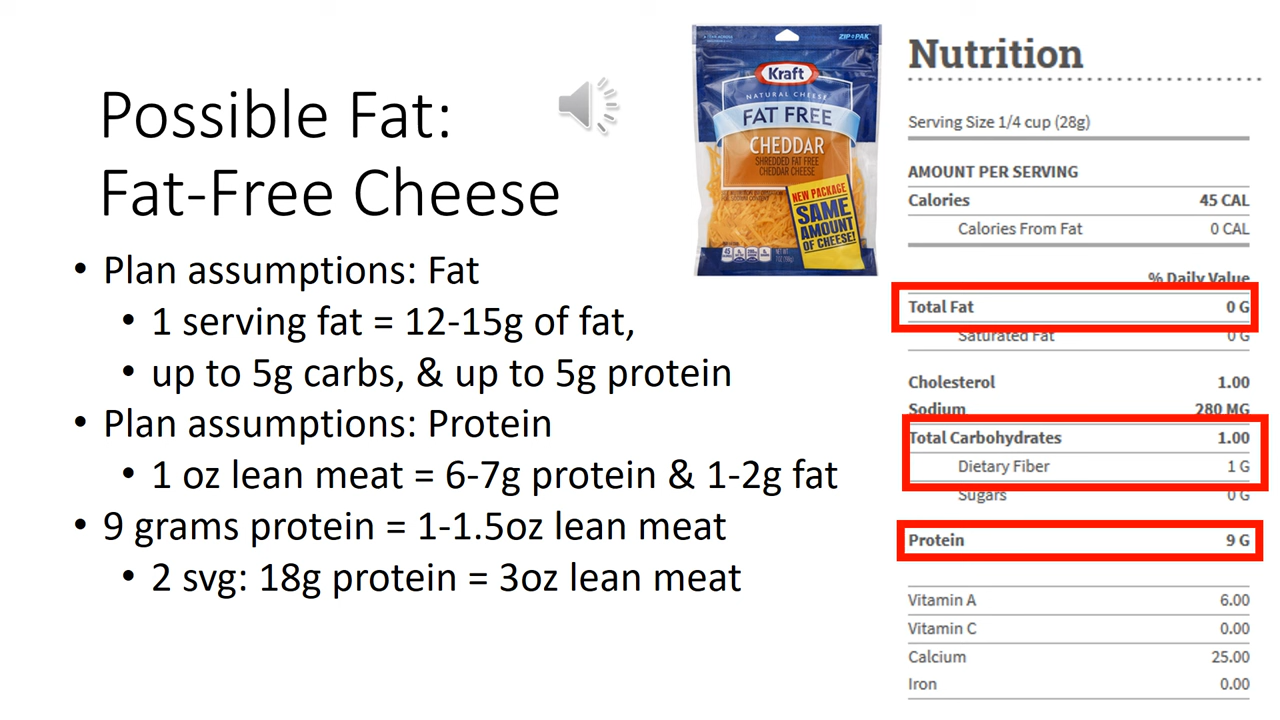 Possible Fat:
Fat-Free Cheese
• Plan assumptions: Fat
• 1 serving fat = 12-15g of fat,
• up to 5g carbs, & up to 5g protein
• Plan assumptions: Protein
• 1 oz lean meat = 6-7g protein & 1-2g fat
• 9 grams protein = 1-1.5oz lean meat
• 2 svg: 18g protein = 3oz lean meat
ZIP•PAK
Kraft
NATURAL CHEESE
FAT FREE
CHEDDAR
SHREDDED FAT FREE
CHEDDAR CHEESE
NEW PACKAGE
SAME
AMOUNT
OF CHEESE!
Nutrition
Serving Size 1/4 cup (28g)
AMOUNT PER SERVING
Calories 45 CAL
Calories From Fat 0 CAL
% Daily Value
Total Fat 0 G
Saturated Fat 0 G
Cholesterol 1.00
Sodium 280 MG
Total Carbohydrates 1.00
Dietary Fiber 1 G
Sugars 0 G
Protein 9 G
Vitamin A 6.00
Vitamin C 0.00
Calcium 25.00
Iron 0.00